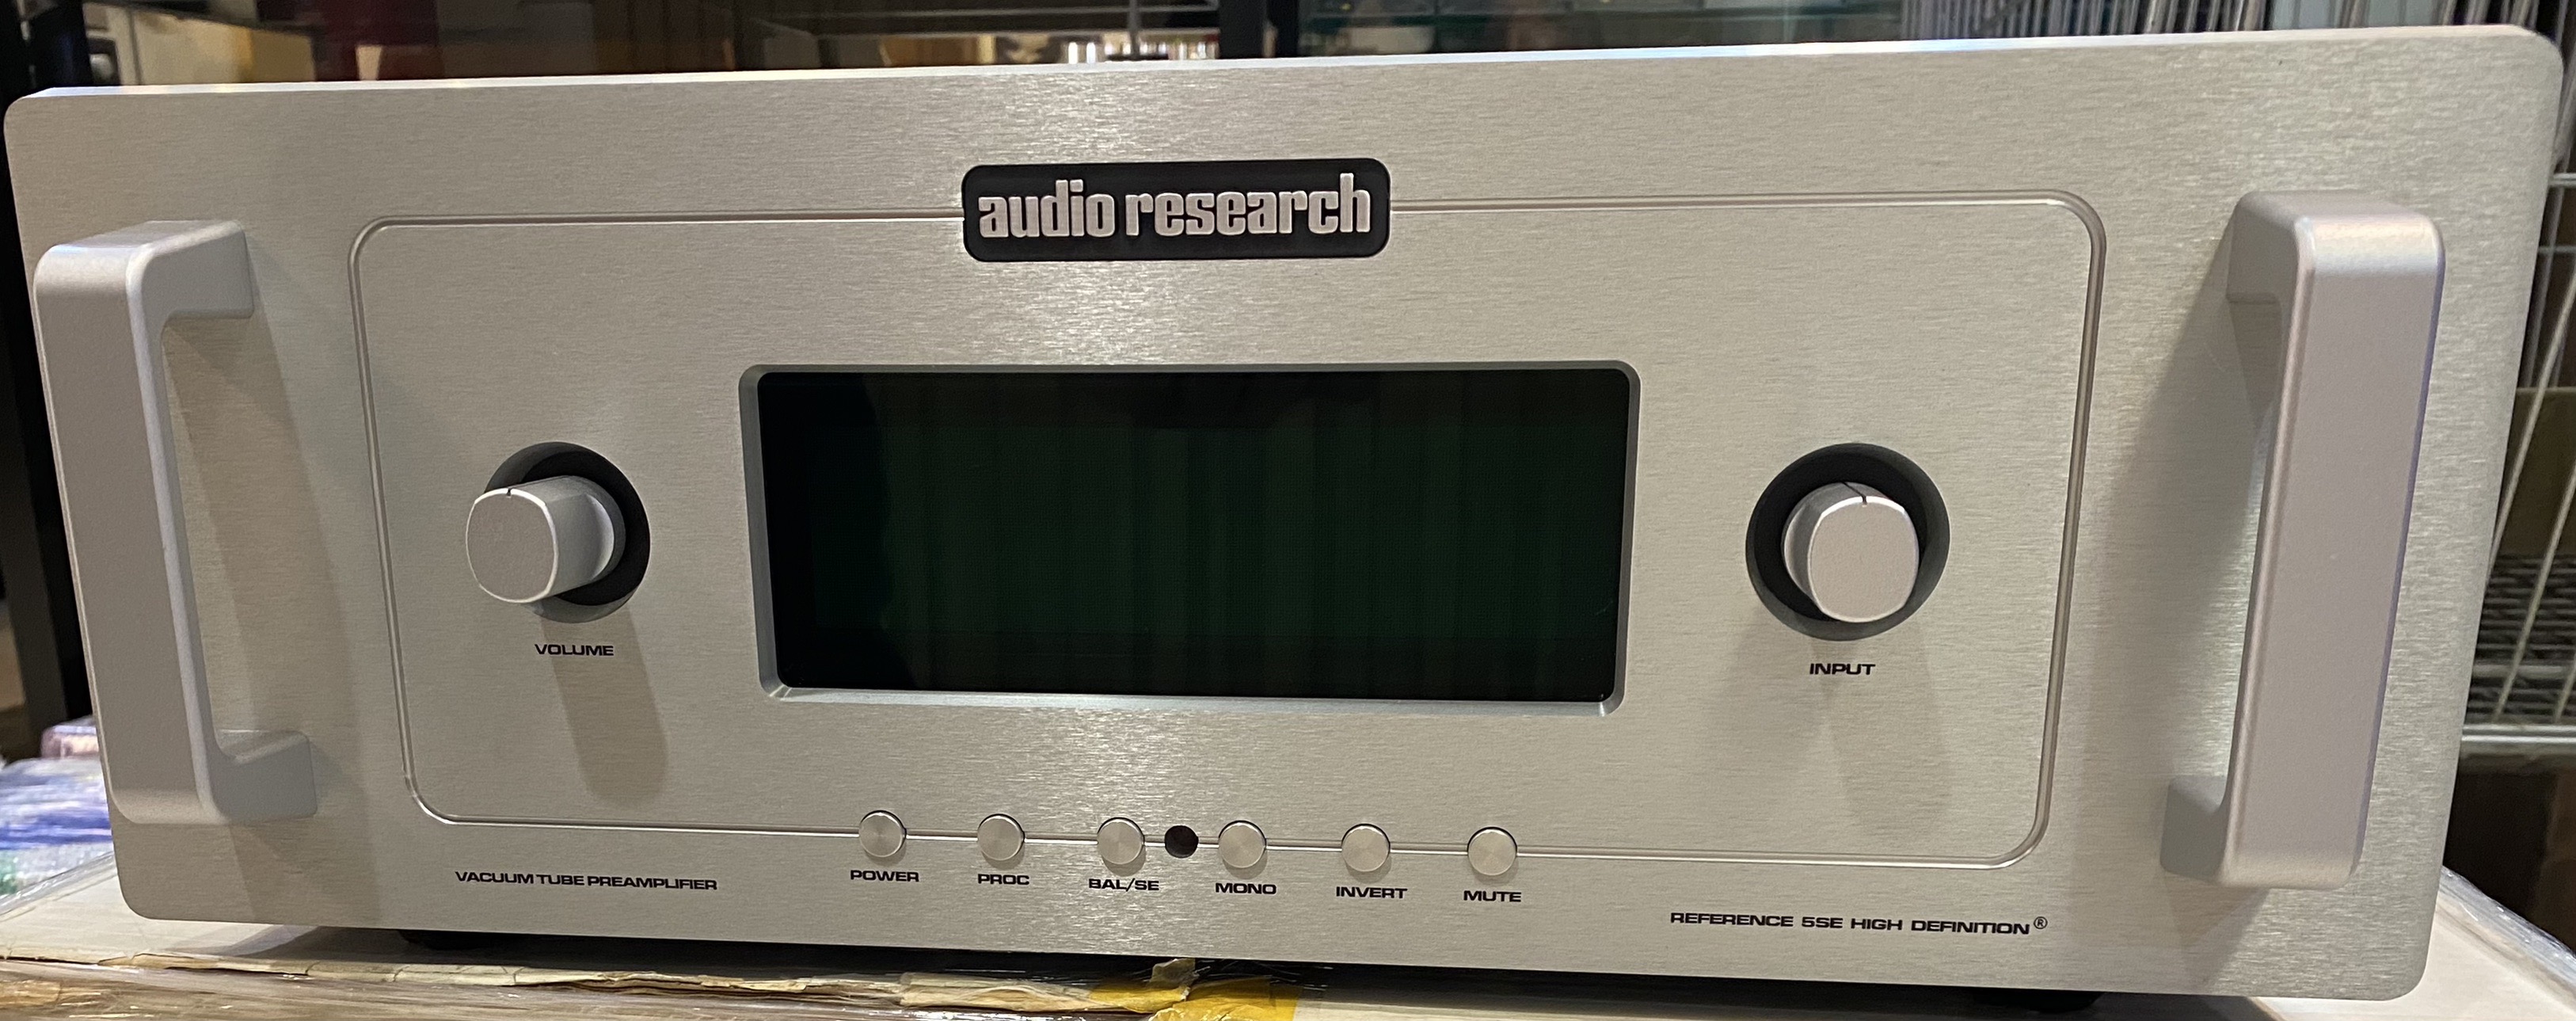 audio research
VOLUME
INPUT
POWER
PROC
BAL/SE
MONO
INVERT
MUTE
VACUUM TUBE PREAMPLIFIER
REFERENCE 5SE HIGH DEFINITION®